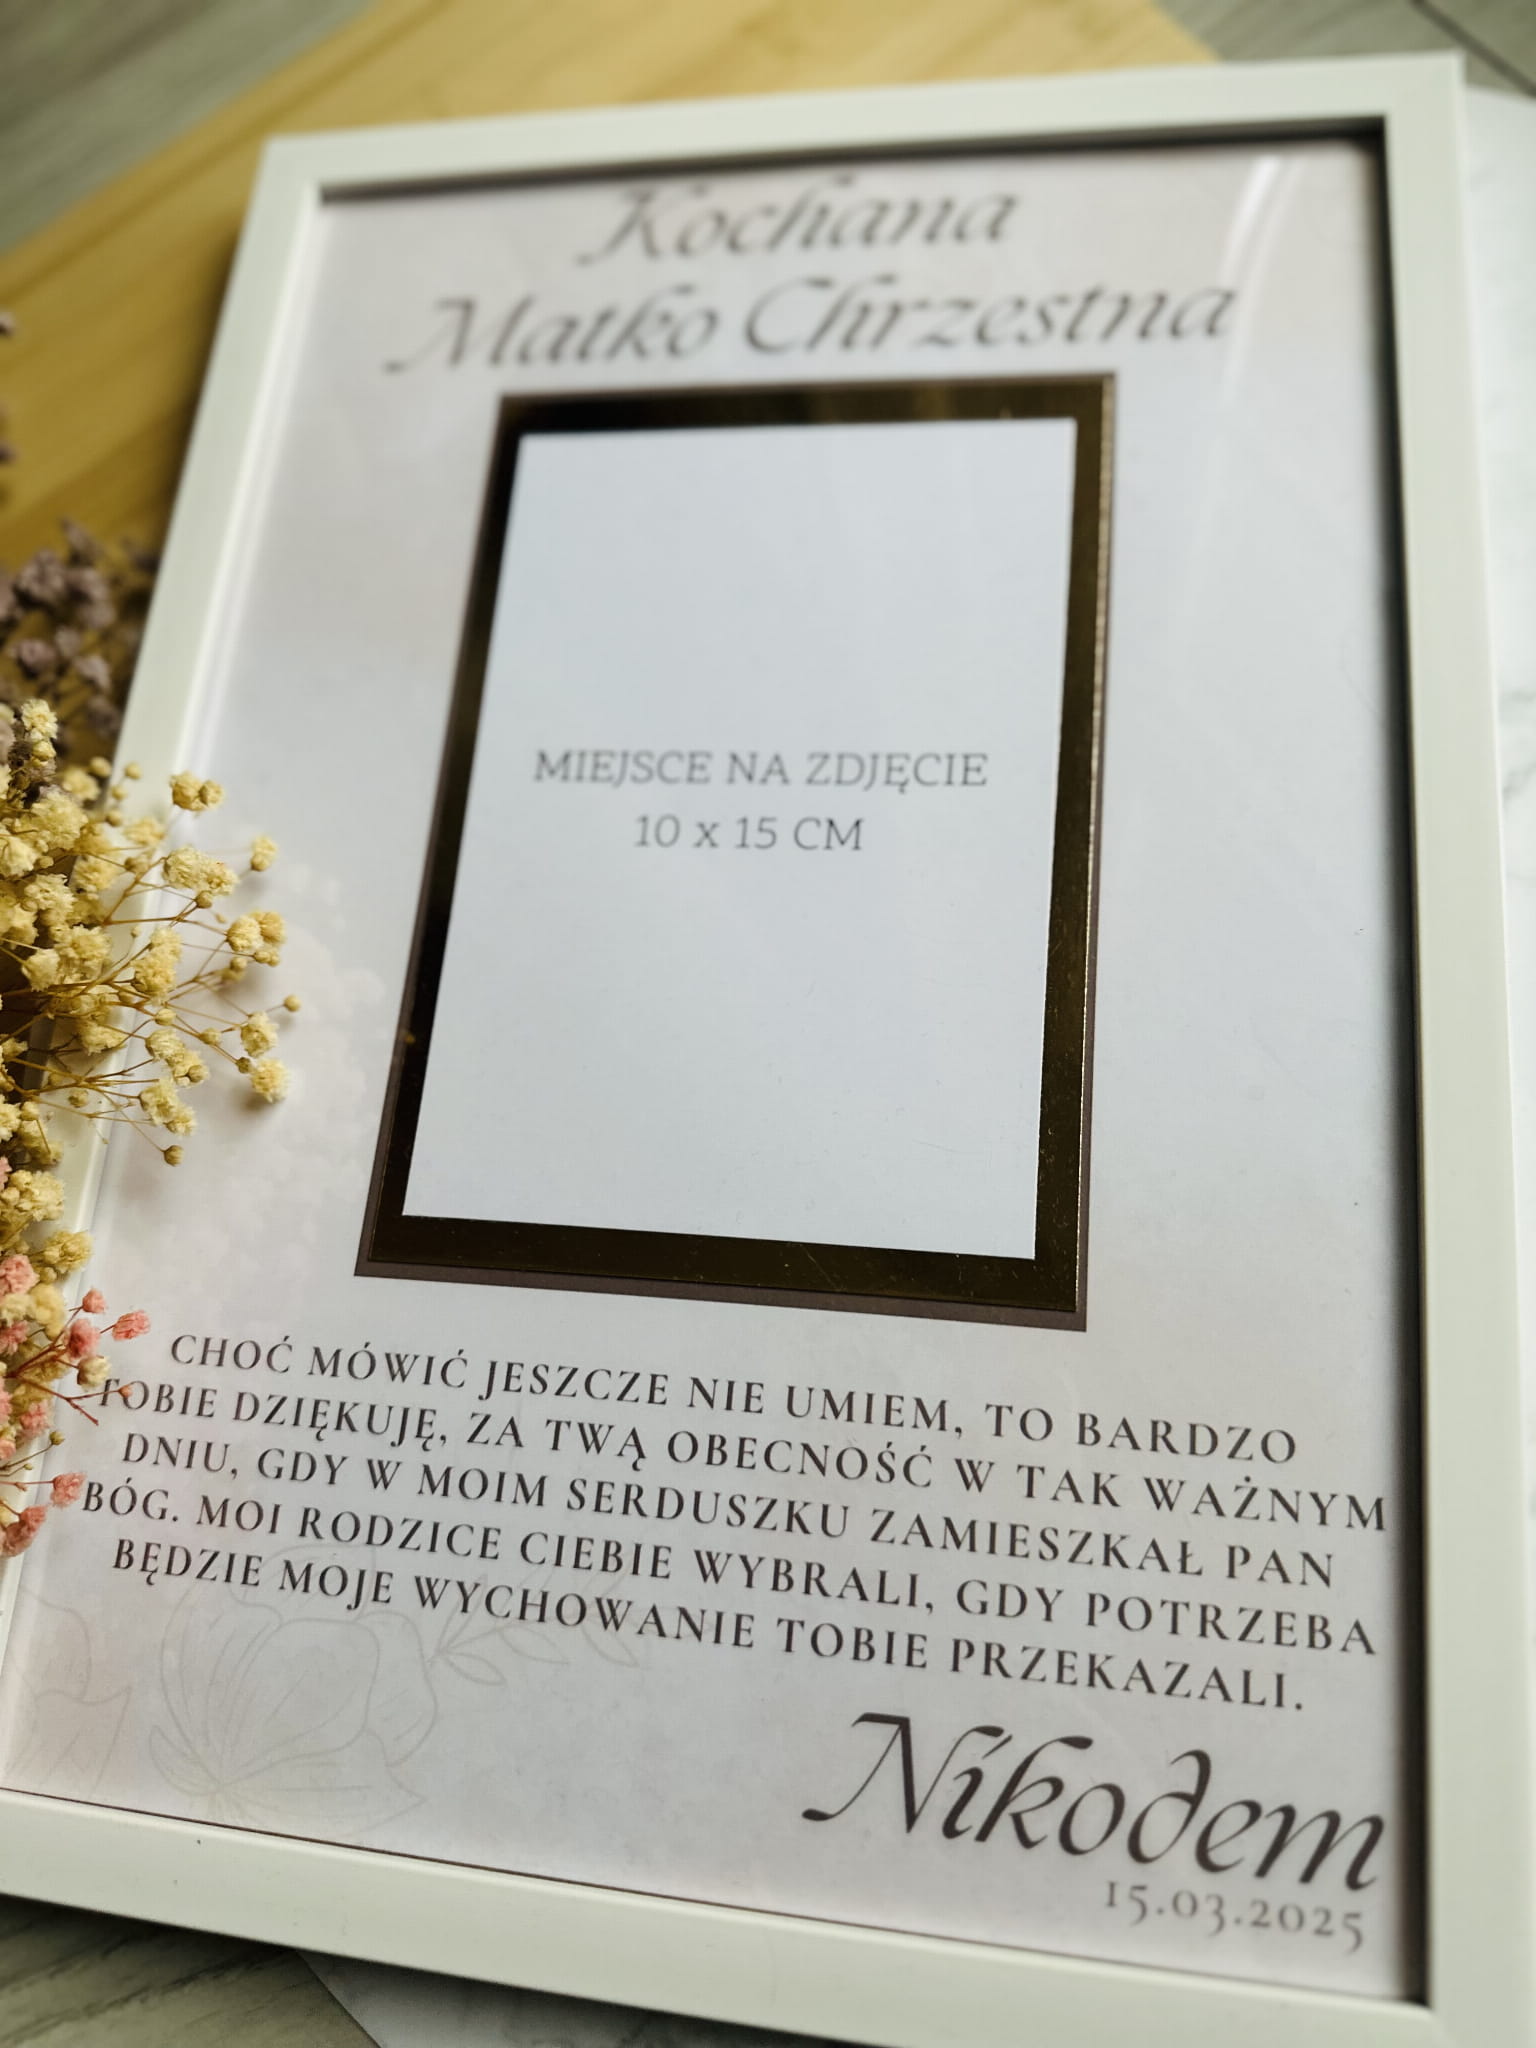 Kochana
Matko Chrzestna
MIEJSCE NA ZDJĘCIE
10 x 15 CM
CHOĆ MÓWIĆ JESZCZE NIE UMIEM, TO BARDZO
TOBIE DZIĘKUJĘ, ZA TWĄ OBECNOŚĆ W TAK WAŻNYM
DNIU, GDY W MOIM SERDUSZKU ZAMIESZKAŁ PAN
BÓG. MOI RODZICE CIEBIE WYBRALI, GDY POTRZEBA
BĘDZIE MOJE WYCHOWANIE TOBIE PRZEKAZALI.
Nikodem
15.03.2025